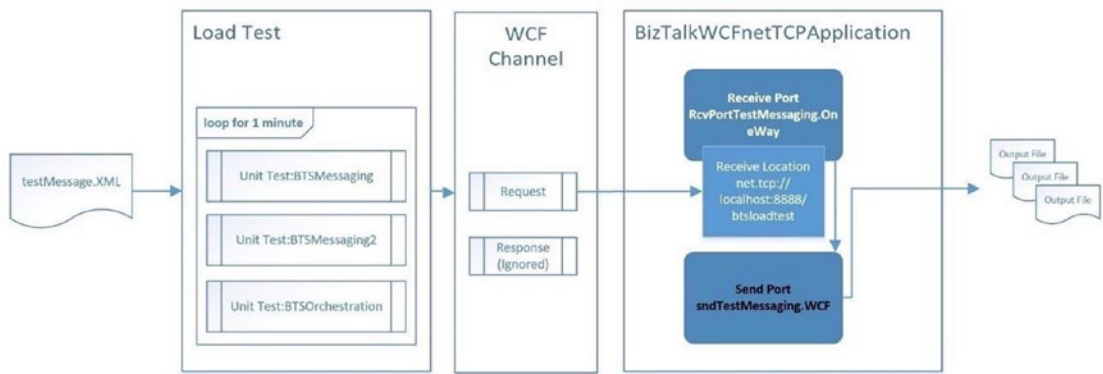 Load Test
WCF
Channel
BizTalkWCFnetTCPApplication
testMessage.XML
loop for 1 minute
Unit Test:BTSMessaging
Unit Test:BTSMessaging2
Unit Test:BTSOrchestration
Request
Response
(Ignored)
Receive Port
RcvPortTestMessaging.On
eWay
Receive Location
net.tcp://
localhost:8888/
btsloadtest
Send Port
sndTestMessaging.WCF
Output File
Output File
Output File